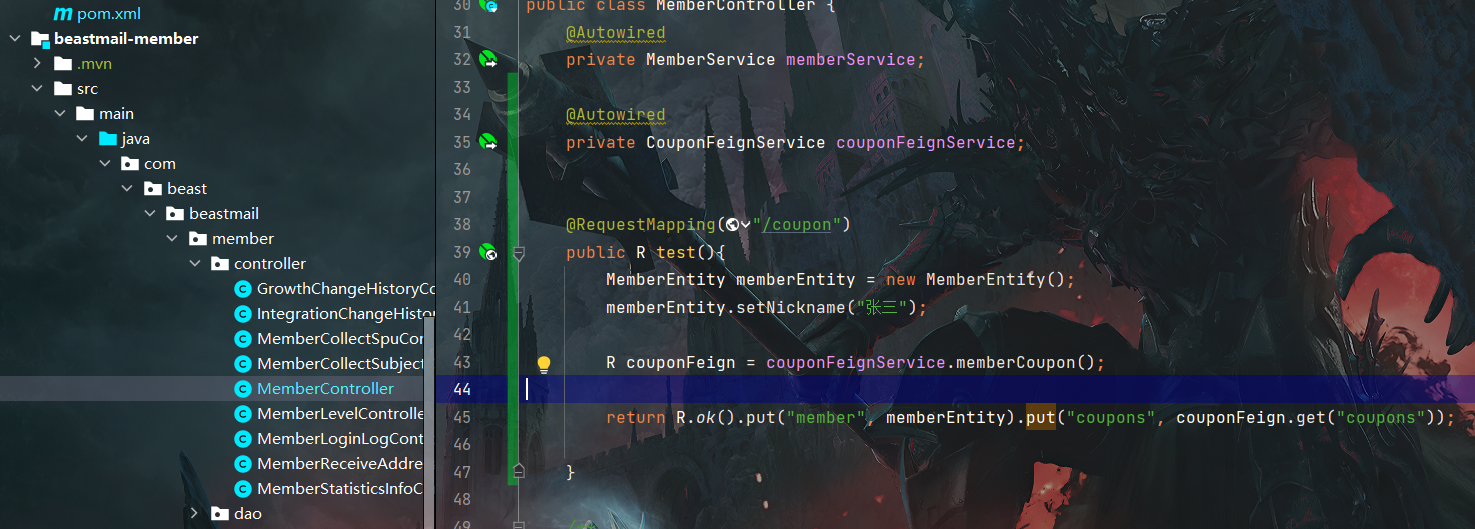 pom.xml
beastmail-member
.mvn
src
main
java
com
beast
beastmail
member
controller
GrowthChangeHistoryCo
IntegrationChangeHisto
MemberCollectSpuCon
MemberCollectSubject
MemberController
MemberLevelControlle
MemberLoginLogCont
MemberReceiveAddre
MemberStatisticsInfoC
dao
30 public class MemberController {
31 @Autowired
32 private MemberService memberService;
33
34 @Autowired
35 private CouponFeignService couponFeignService;
36
37
38 @RequestMapping("/coupon")
39 public R test(){
40 MemberEntity memberEntity = new MemberEntity();
41 memberEntity.setNickname("张三");
42
43 R couponFeign = couponFeignService.memberCoupon();
44
45 return R.ok().put("member", memberEntity).put("coupons", couponFeign.get("coupons"));
46
47 }
48
49